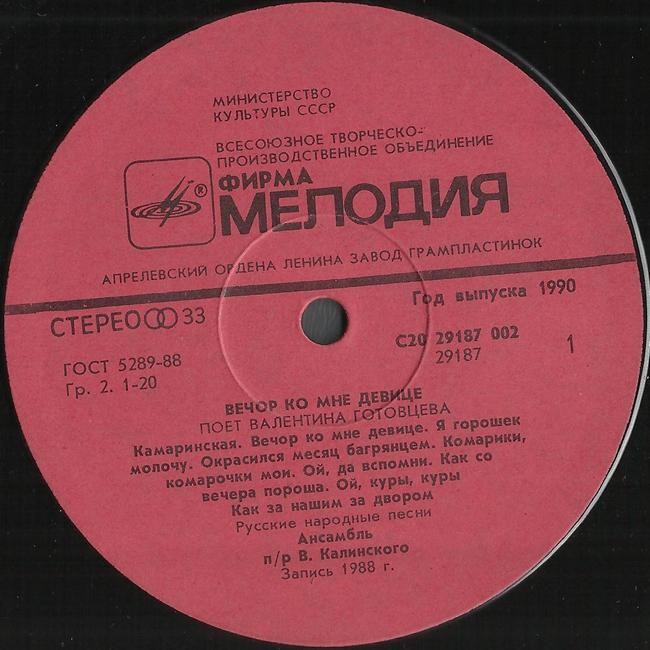 МИНИСТЕРСТВО
КУЛЬТУРЫ СССР
ВСЕСОЮЗНОЕ ТВОРЧЕСКО-
ПРОИЗВОДСТВЕННОЕ ОБЪЕДИНЕНИЕ
®
ФИРМА
МЕЛОДИЯ
АПРЕЛЕВСКИЙ ОРДЕНА ЛЕНИНА ЗАВОД ГРАМПЛАСТИНОК
СТЕРЕО 33
Год выпуска 1990
ГОСТ 5289-88
Гр. 2. 1-20
С20 29187 002
29187
1
ВЕЧОР КО МНЕ ДЕВИЦЕ
ПОЕТ ВАЛЕНТИНА ГОТОВЦЕВА
Камаринская. Вечор ко мне девице. Я горошек
молочу. Окрасился месяц багрянцем. Комарики,
комарочки мои. Ой, да вспомни. Как со
вечера пороша. Ой, куры, куры
Как за нашим за двором
Русские народные песни
Ансамбль
п/р В. Калинского
Запись 1988 г.